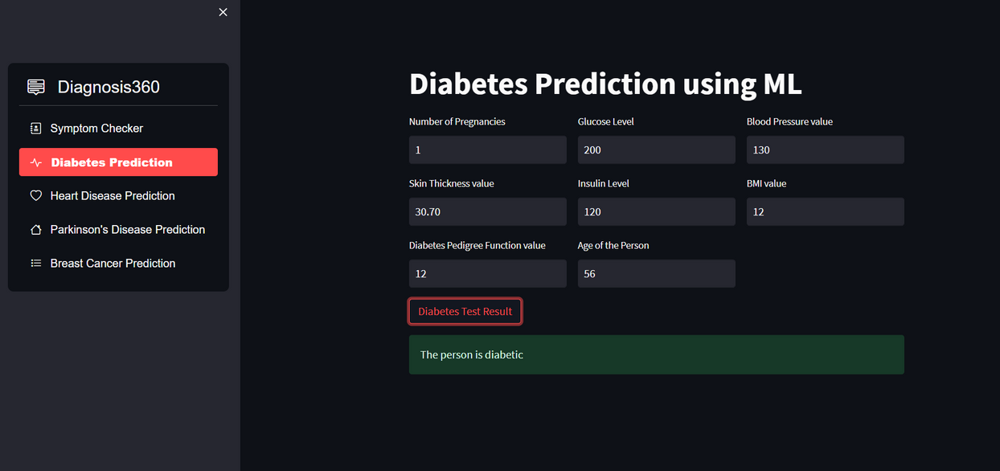 Diagnosis360
Symptom Checker
Diabetes Prediction
Heart Disease Prediction
Parkinson's Disease Prediction
Breast Cancer Prediction
Diabetes Prediction using ML
Number of Pregnancies Glucose Level Blood Pressure value
1 200 130
Skin Thickness value Insulin Level BMI value
30.70 120 12
Diabetes Pedigree Function value Age of the Person
12 56
Diabetes Test Result
The person is diabetic